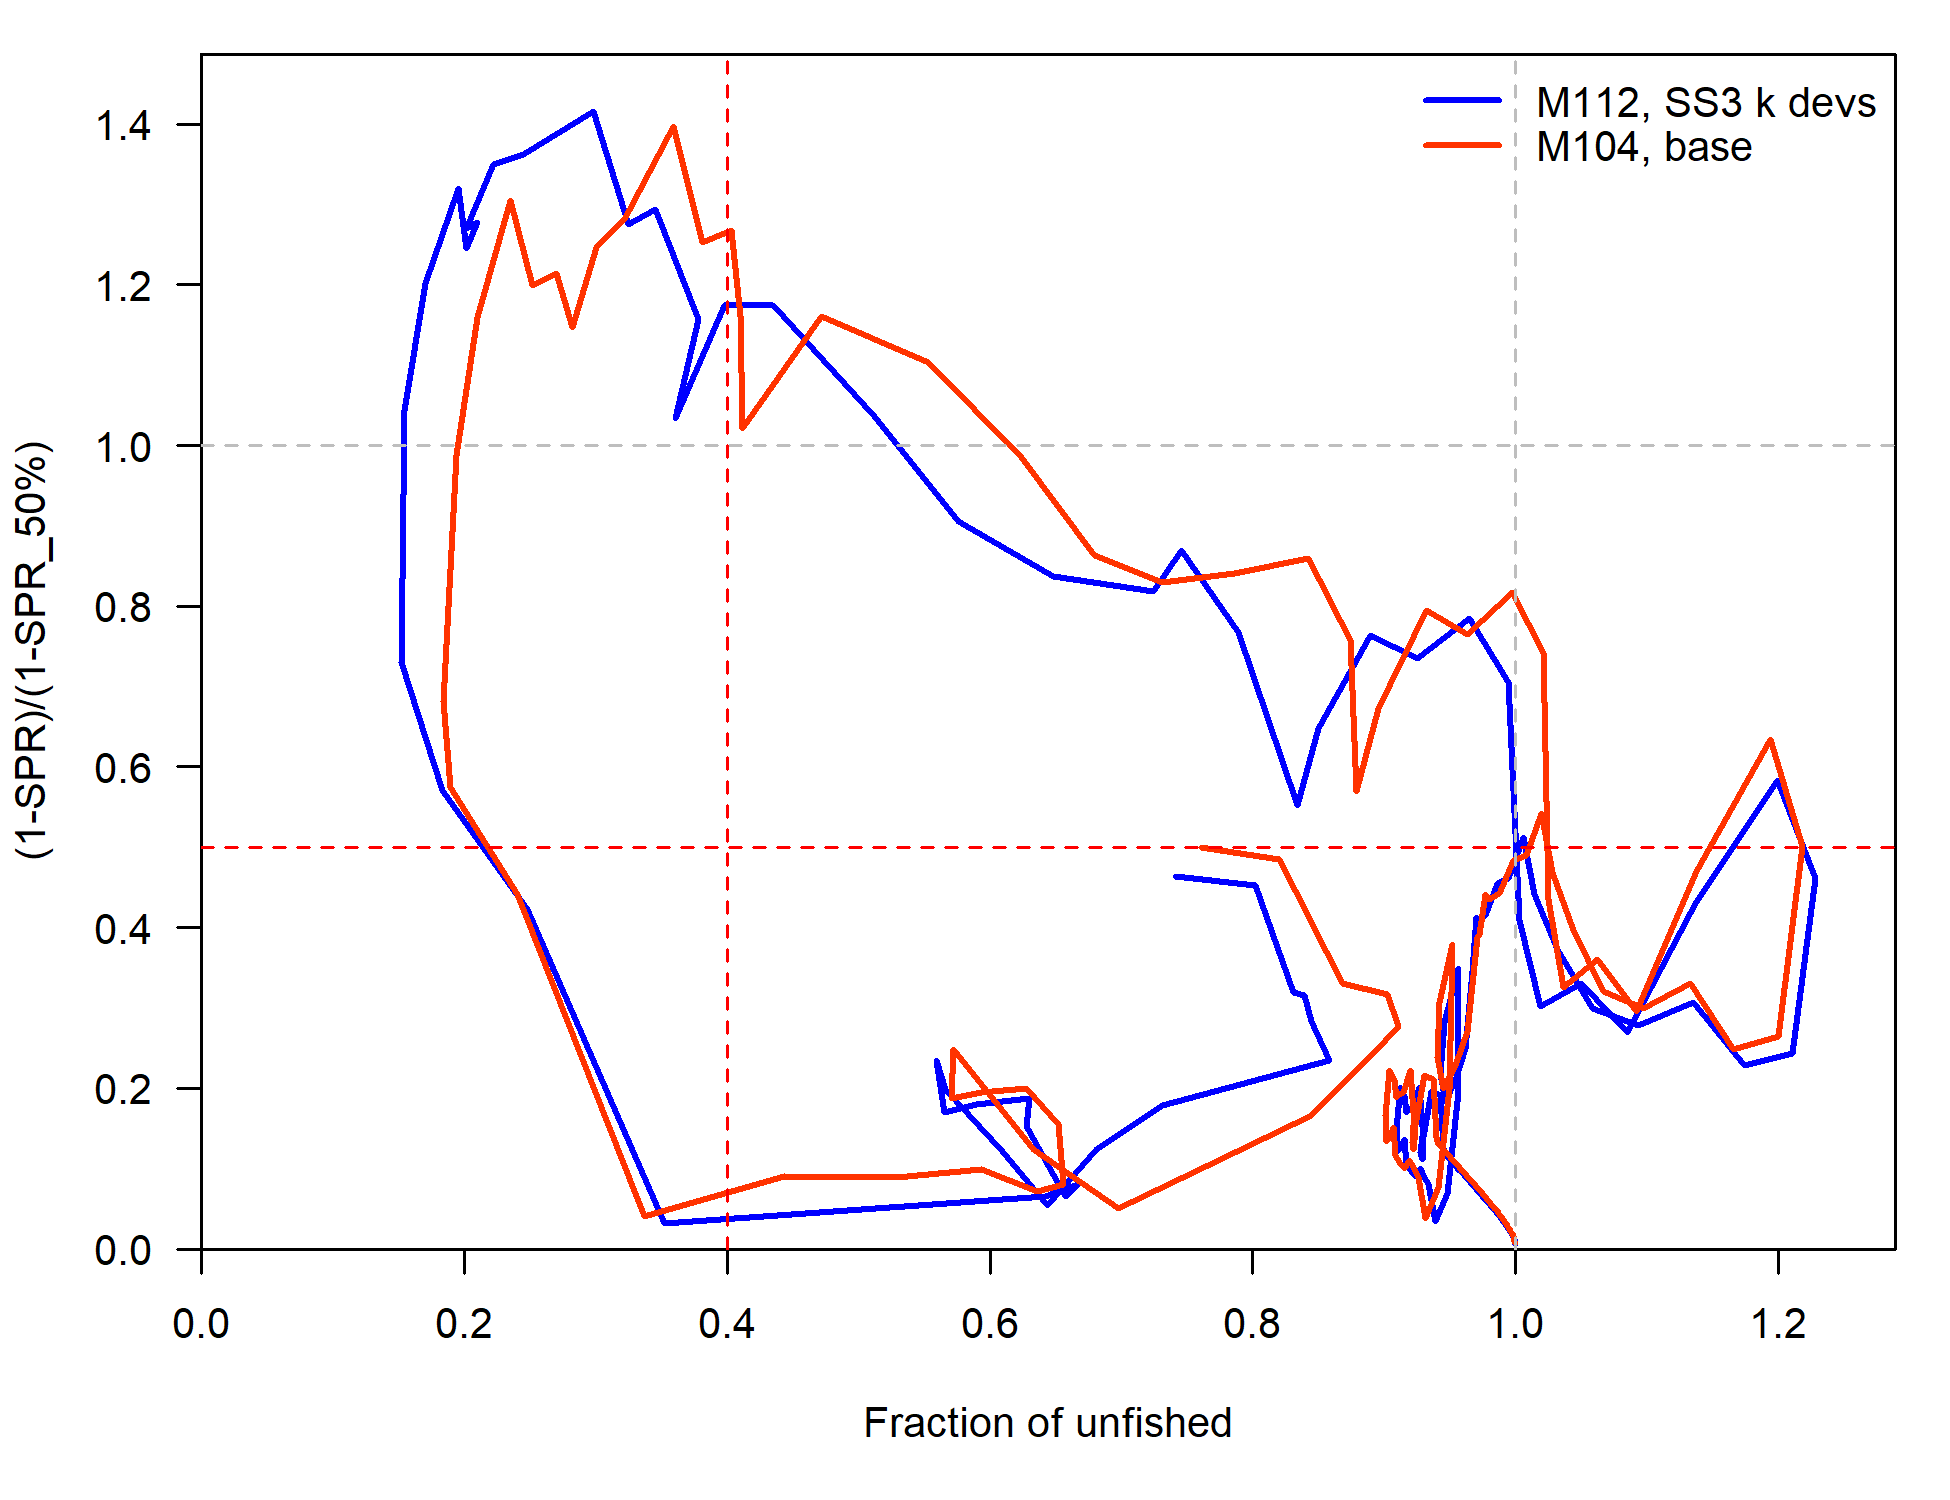 M112, SS3 k devs
M104, base
(1-SPR)/(1-SPR_50%)
1.4
1.2
1.0
0.8
0.6
0.4
0.2
0.0
0.0 0.2 0.4 0.6 0.8 1.0 1.2
Fraction of unfished